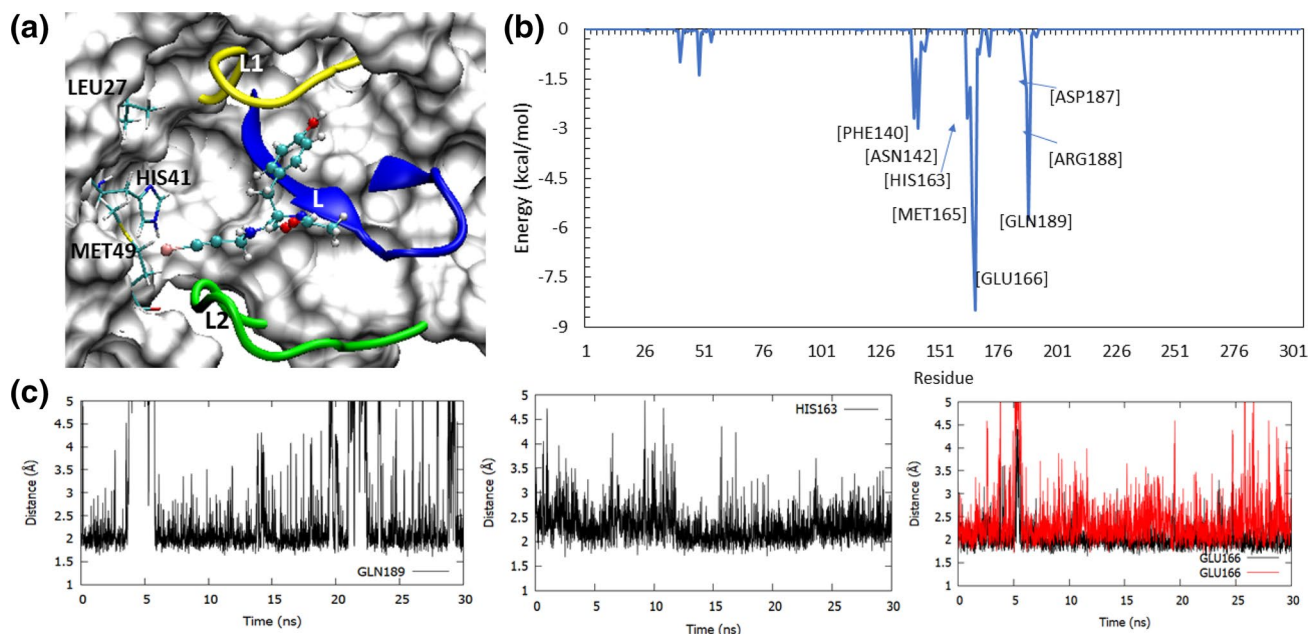 (a)
L1
LEU27
HIS41
L
MET49
L2
(b)
Energy (kcal/mol)
0
-1.5
-3
-4.5
-6
-7.5
-9
[PHE140]
[ASN142]
[HIS163]
[MET165]
[GLU166]
[ASP187]
[ARG188]
[GLN189]
1 26 51 76 101 126 151 176 201 226 251 276 301
Residue
(c)
Distance (Å)
5
4.5
4
3.5
3
2.5
2
1.5
1
GLN189
0 5 10 15 20 25 30
Time (ns)
Distance (Å)
5
4.5
4
3.5
3
2.5
2
1.5
1
HIS163
0 5 10 15 20 25 30
Time (ns)
Distance (Å)
5
4.5
4
3.5
3
2.5
2
1.5
1
GLU166
GLU166
0 5 10 15 20 25 30
Time (ns)